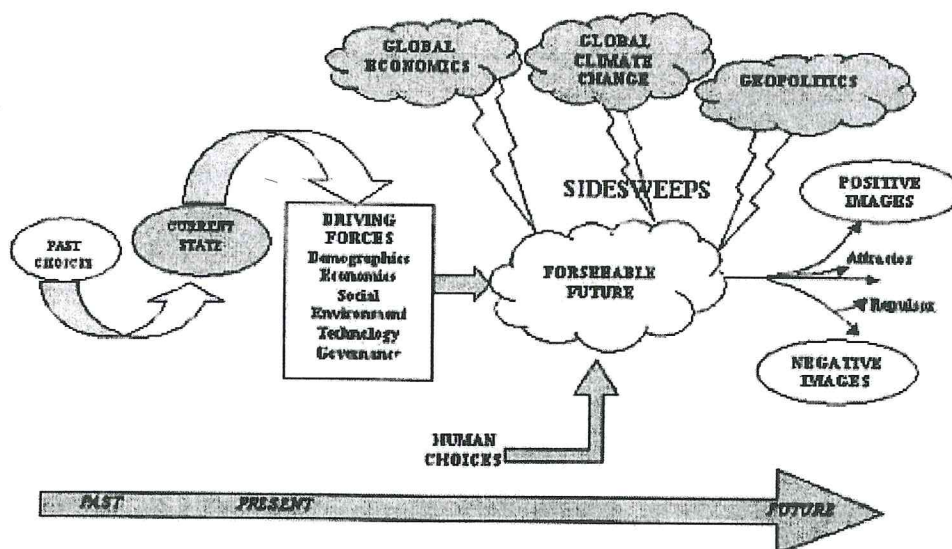 GLOBAL
ECONOMICS
GLOBAL
CLIMATE
CHANGE
GEOPOLITICS
SIDESWEEPS
POSITIVE
IMAGES
PAST
CHOICES
CURRENT
STATE
DRIVING
FORCES
Demographics
Economics
Social
Environment
Technology
Governance
FORSEEABLE
FUTURE
Attractor
Repulsor
NEGATIVE
IMAGES
HUMAN
CHOICES
PAST
PRESENT
FUTURE